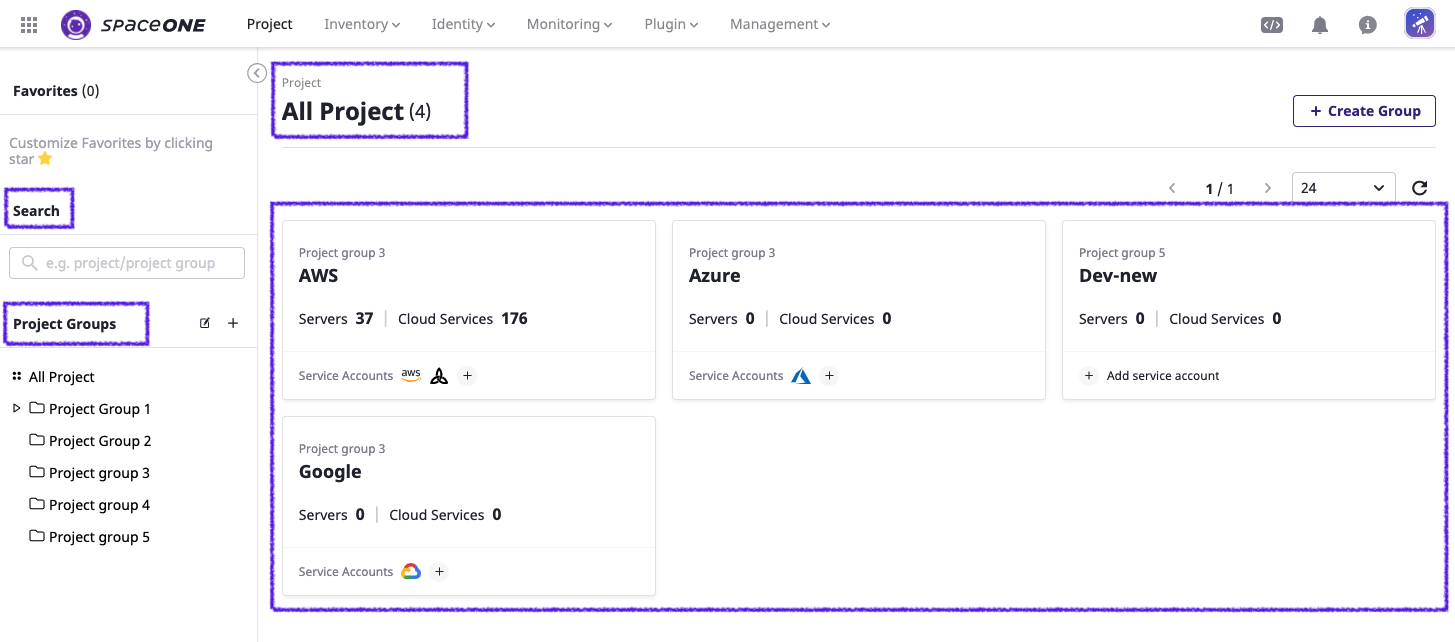 spaceONE
Project Inventory Identity Monitoring Plugin Management
Favorites (0)
Customize Favorites by clicking
star
Search
e.g. project/project group
Project Groups
All Project
Project Group 1
Project Group 2
Project group 3
Project group 4
Project group 5
Project
All Project (4)
+ Create Group
1 / 1
24
Project group 3
AWS
Servers 37 | Cloud Services 176
Service Accounts aws +
Project group 3
Azure
Servers 0 | Cloud Services 0
Service Accounts +
Project group 5
Dev-new
Servers 0 | Cloud Services 0
+ Add service account
Project group 3
Google
Servers 0 | Cloud Services 0
Service Accounts +